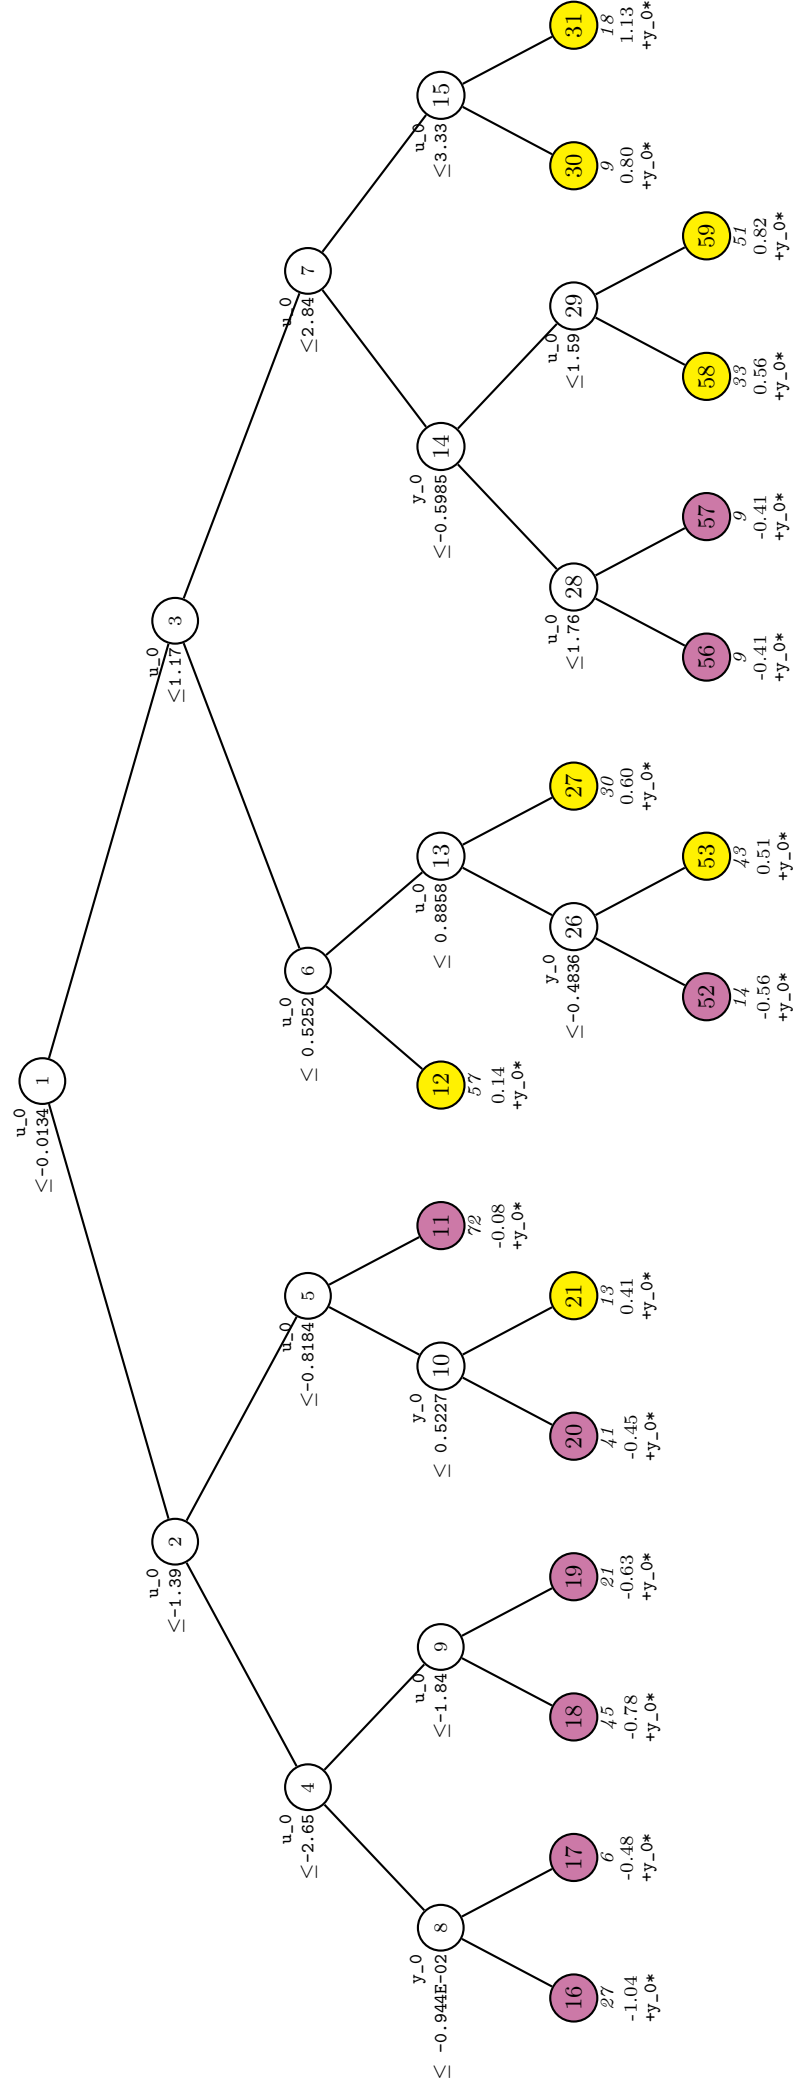 1
u_0
≤-0.0134
2
u_0
≤-1.39
3
u_0
≤1.17
4
u_0
≤-2.65
5
u_0
≤-0.8184
6
u_0
≤ 0.5252
7
u_0
≤2.84
8
y_0
≤ -0.944E-02
9
u_0
≤-1.84
10
y_0
≤ 0.5227
11
72
-0.08
+y_0*
12
57
0.14
+y_0*
13
u_0
≤ 0.8858
14
y_0
≤-0.5985
15
u_0
≤3.33
16
27
-1.04
+y_0*
17
6
-0.48
+y_0*
18
45
-0.78
+y_0*
19
21
-0.63
+y_0*
20
41
-0.45
+y_0*
21
13
0.41
+y_0*
26
y_0
≤-0.4836
27
30
0.60
+y_0*
28
u_0
≤1.76
29
u_0
≤1.59
30
9
0.80
+y_0*
31
18
1.13
+y_0*
52
14
-0.56
+y_0*
53
43
0.51
+y_0*
56
9
-0.41
+y_0*
57
9
-0.41
+y_0*
58
33
0.56
+y_0*
59
51
0.82
+y_0*